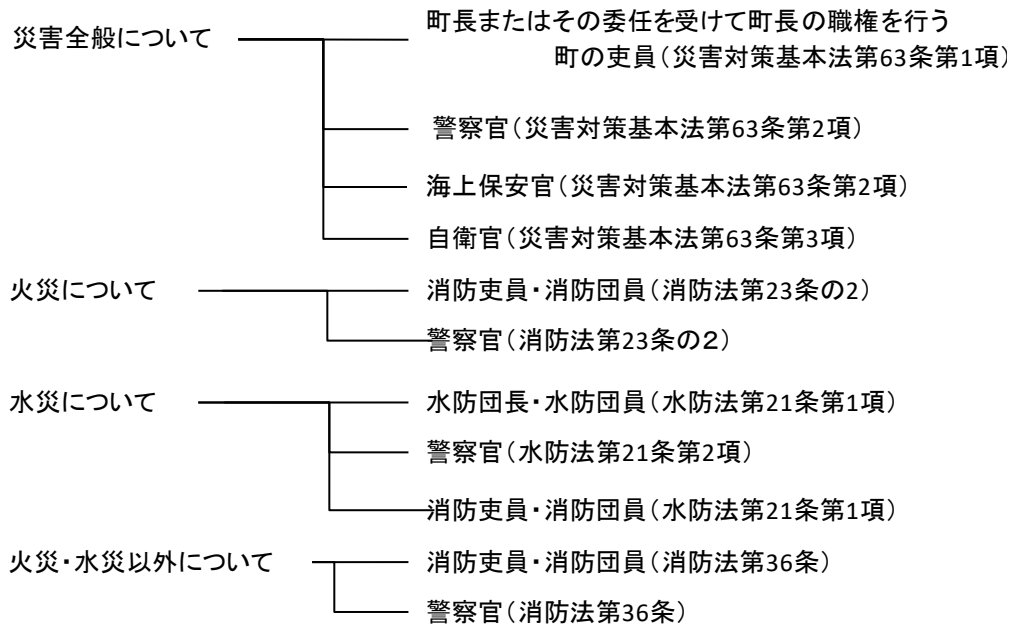 災害全般について
町長またはその委任を受けて町長の職権を行う
町の吏員(災害対策基本法第63条第1項)
警察官(災害対策基本法第63条第2項)
海上保安官(災害対策基本法第63条第2項)
自衛官(災害対策基本法第63条第3項)
火災について
消防吏員・消防団員(消防法第23条の2)
警察官(消防法第23条の2)
水災について
水防団長・水防団員(水防法第21条第1項)
警察官(水防法第21条第2項)
消防吏員・消防団員(水防法第21条第1項)
火災・水災以外について
消防吏員・消防団員(消防法第36条)
警察官(消防法第36条)